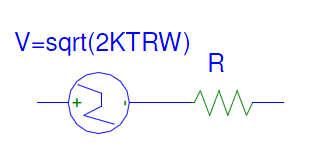 V=sqrt(2KTRW)
R
+
-